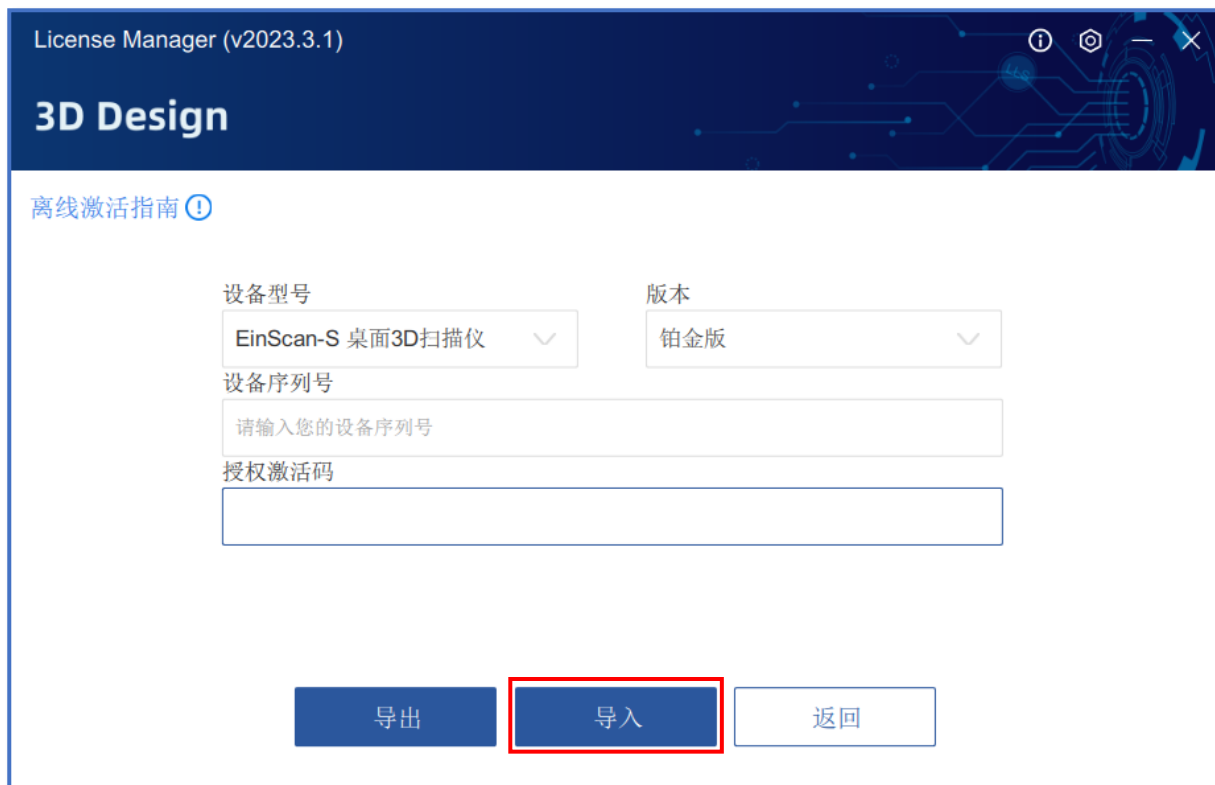 License Manager (v2023.3.1)
3D Design
离线激活指南
设备型号 版本
EinScan-S 桌面3D扫描仪 铂金版
设备序列号
请输入您的设备序列号
授权激活码
导出 导入 返回